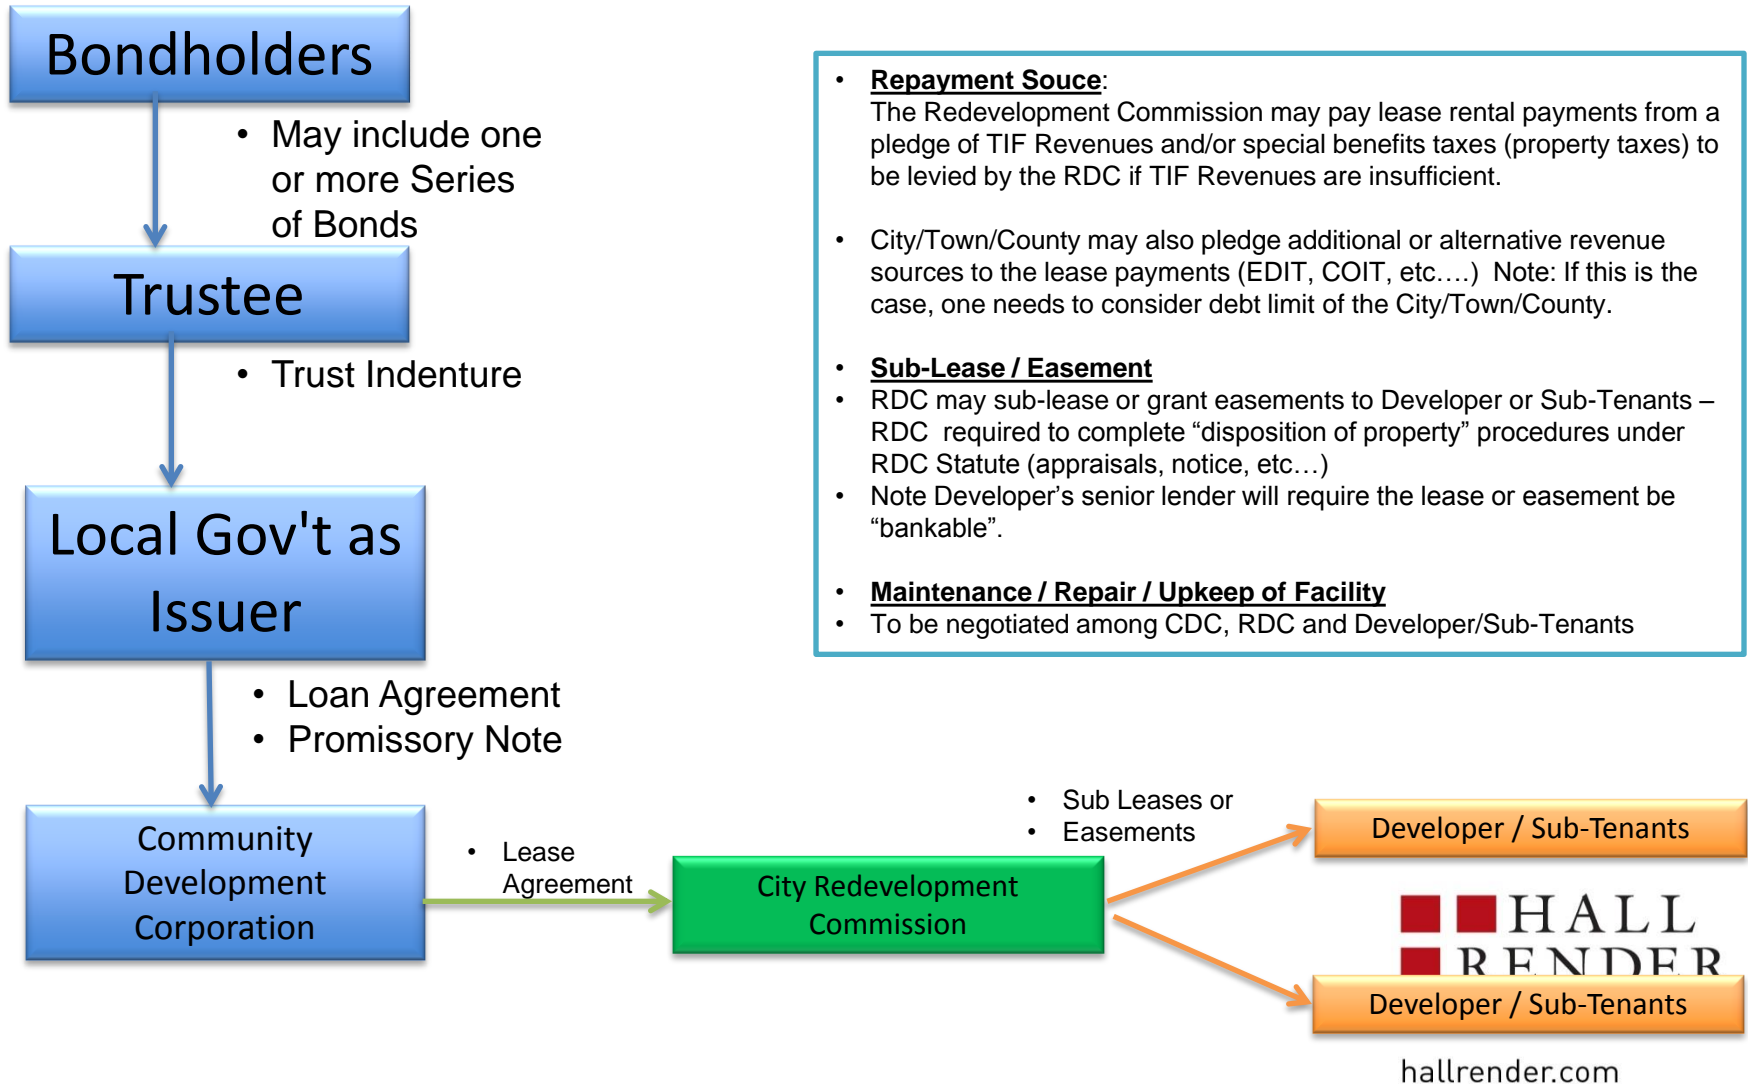 Bondholders
• May include one
or more Series
of Bonds
Trustee
• Trust Indenture
Local Gov't as
Issuer
• Loan Agreement
• Promissory Note
Community
Development
Corporation
• Lease
Agreement
City Redevelopment
Commission
• Sub Leases or
• Easements
Developer / Sub-Tenants
Developer / Sub-Tenants
• Repayment Souce:
The Redevelopment Commission may pay lease rental payments from a
pledge of TIF Revenues and/or special benefits taxes (property taxes) to
be levied by the RDC if TIF Revenues are insufficient.
• City/Town/County may also pledge additional or alternative revenue
sources to the lease payments (EDIT, COIT, etc….) Note: If this is the
case, one needs to consider debt limit of the City/Town/County.
• Sub-Lease / Easement
• RDC may sub-lease or grant easements to Developer or Sub-Tenants –
RDC required to complete “disposition of property” procedures under
RDC Statute (appraisals, notice, etc…)
• Note Developer’s senior lender will require the lease or easement be
“bankable”.
• Maintenance / Repair / Upkeep of Facility
• To be negotiated among CDC, RDC and Developer/Sub-Tenants
HALL
RENDER
hallrender.com